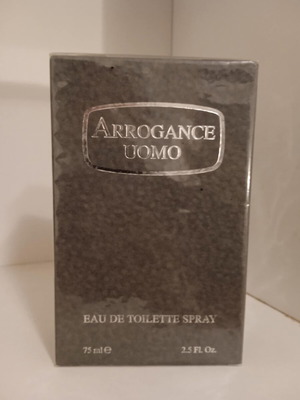 ARROGANCE
UOMO
EAU DE TOILETTE SPRAY
75 ml ℮ 2.5 Fl. Oz.